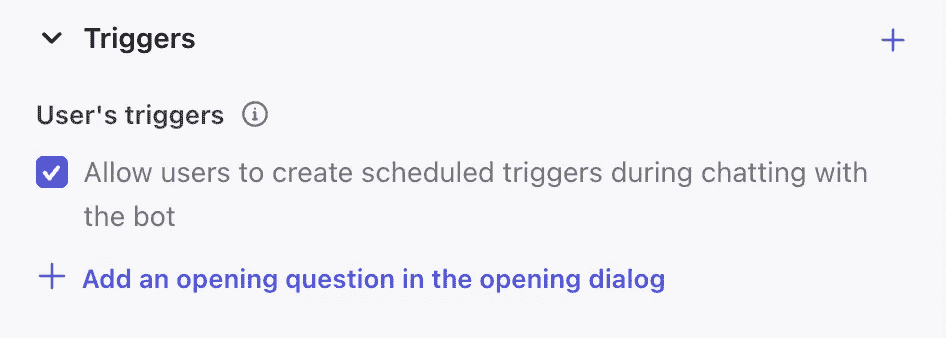 Triggers
User's triggers
Allow users to create scheduled triggers during chatting with
the bot
Add an opening question in the opening dialog